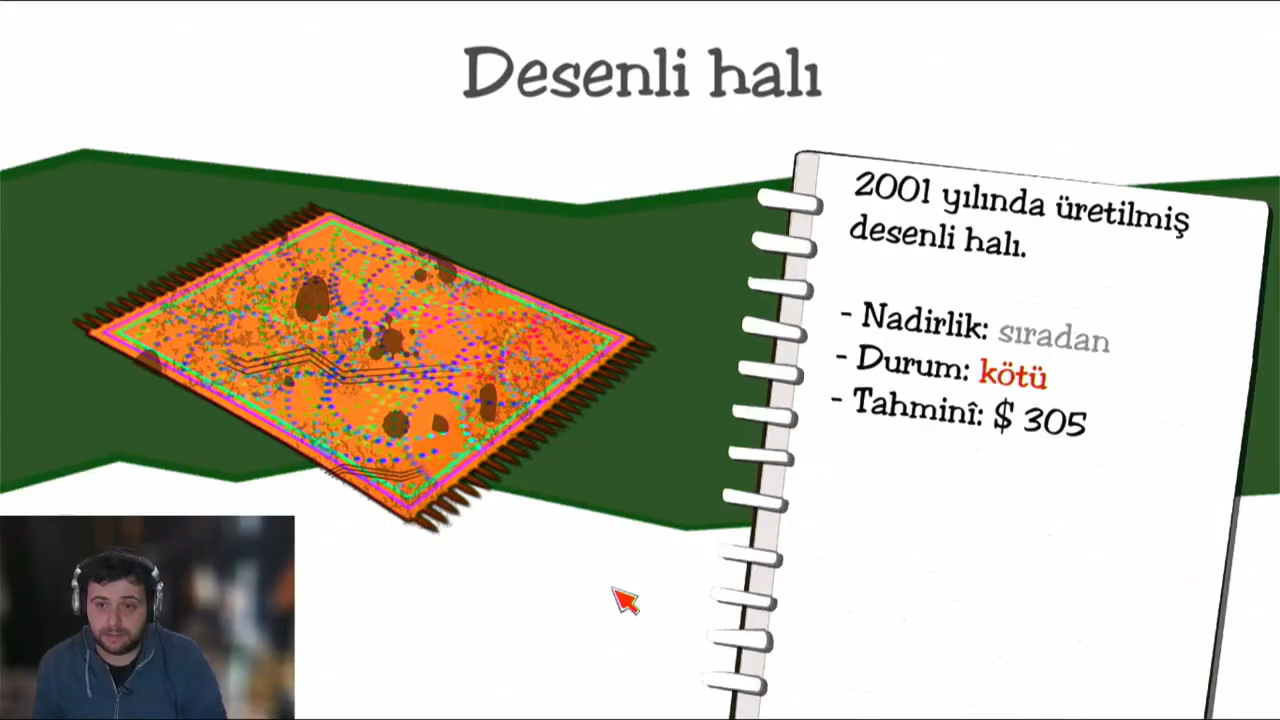 Desenli halı
2001 yılında üretilmiş
desenli halı.
- Nadirlik: sıradan
- Durum: kötü
- Tahminî: $ 305